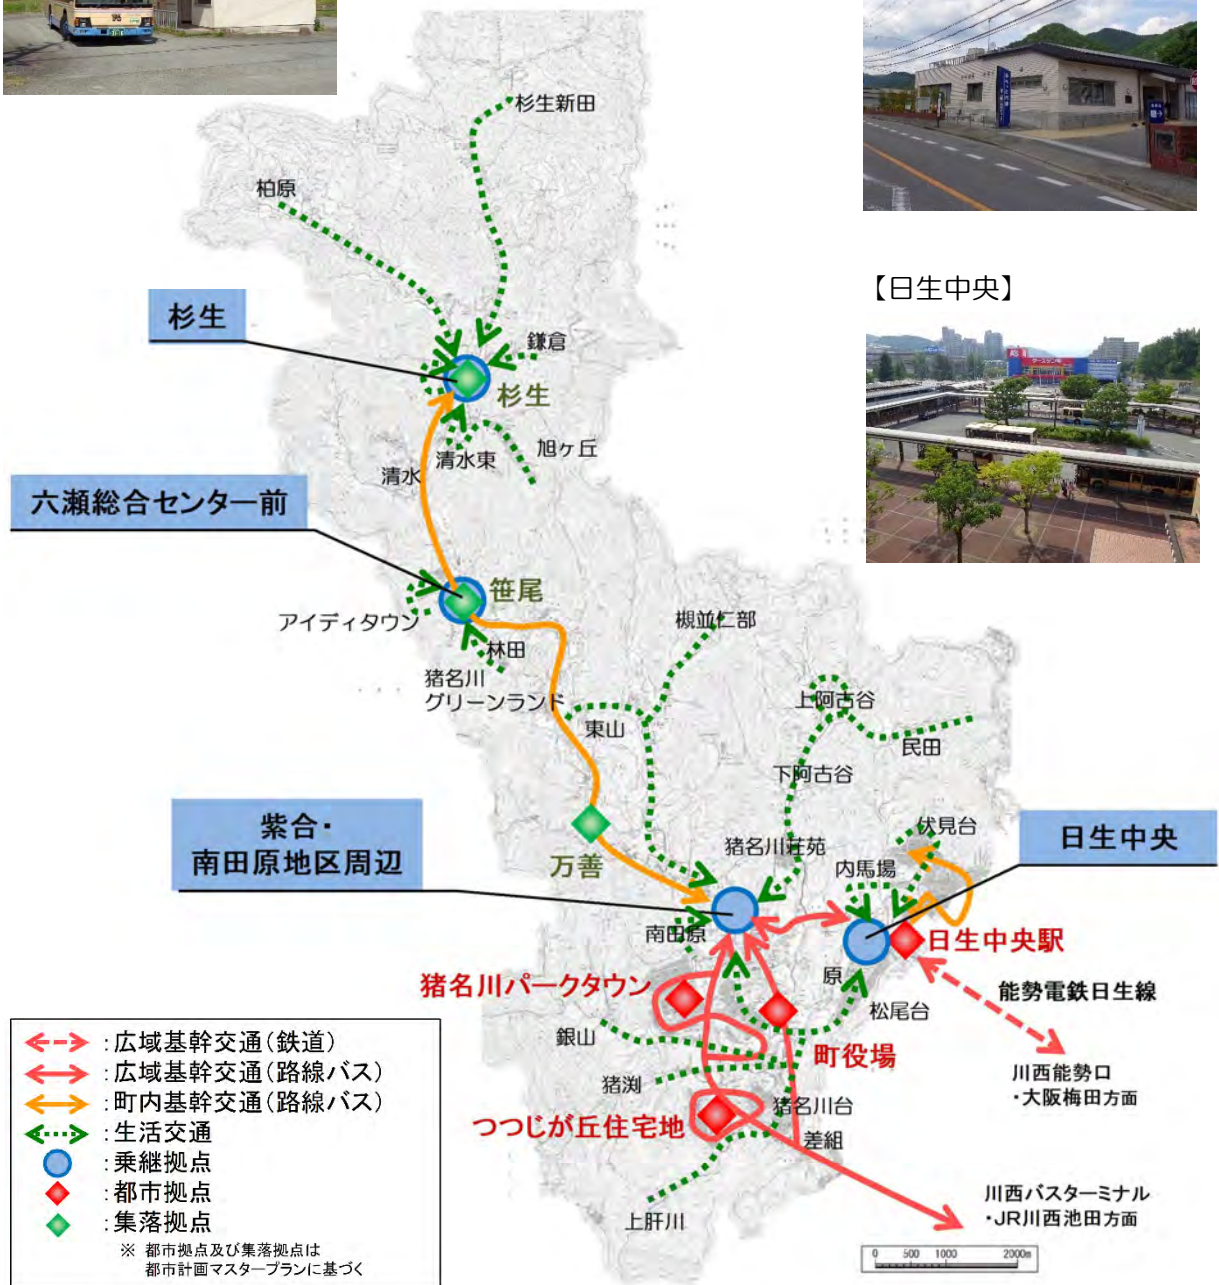 杉生新田
柏原
【日生中央】
杉生
鎌倉
杉生
旭ヶ丘
清水東
清水
六瀬総合センター前
笹尾
アイディタウン
林田
猪名川
グリーンランド
槻並仁部
上阿古谷
東山
民田
下阿古谷
紫合・
南田原地区周辺
伏見台
日生中央
猪名川荘苑
万善
内馬場
南田原
日生中央駅
猪名川パークタウン
原
能勢電鉄日生線
松尾台
銀山
町役場
川西能勢口
・大阪梅田方面
猪渕
猪名川台
つつじが丘住宅地
差組
川西バスターミナル
・JR川西池田方面
上肝川
:広域基幹交通(鉄道)
:広域基幹交通(路線バス)
:町内基幹交通(路線バス)
:生活交通
:乗継拠点
:都市拠点
:集落拠点
※ 都市拠点及び集落拠点は
都市計画マスタープランに基づく
0 500 1000 2000m